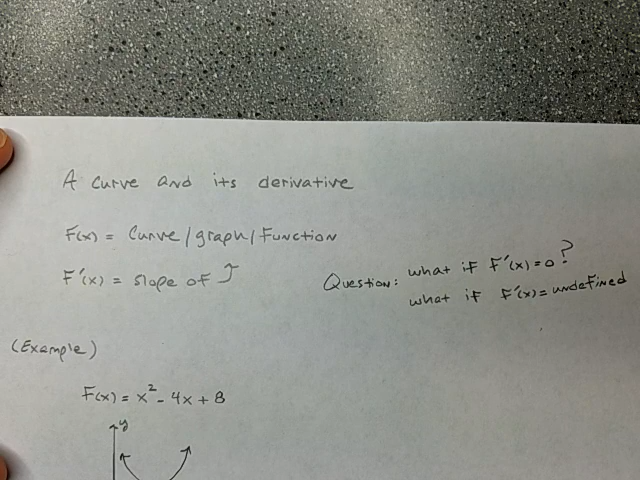 A curve and its derivative
F(x) = Curve/graph/Function
F'(x) = slope of ↑
Question: what if F'(x)=0?
what if F'(x)= undefined
(Example)
F(x) = x² - 4x + 8
y